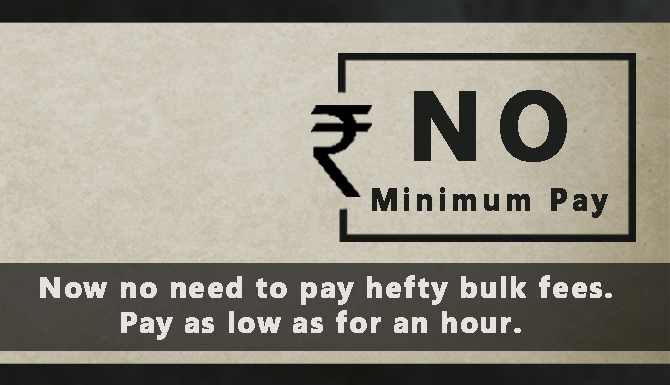 ₹ NO
Minimum Pay
Now no need to pay hefty bulk fees.
Pay as low as for an hour.